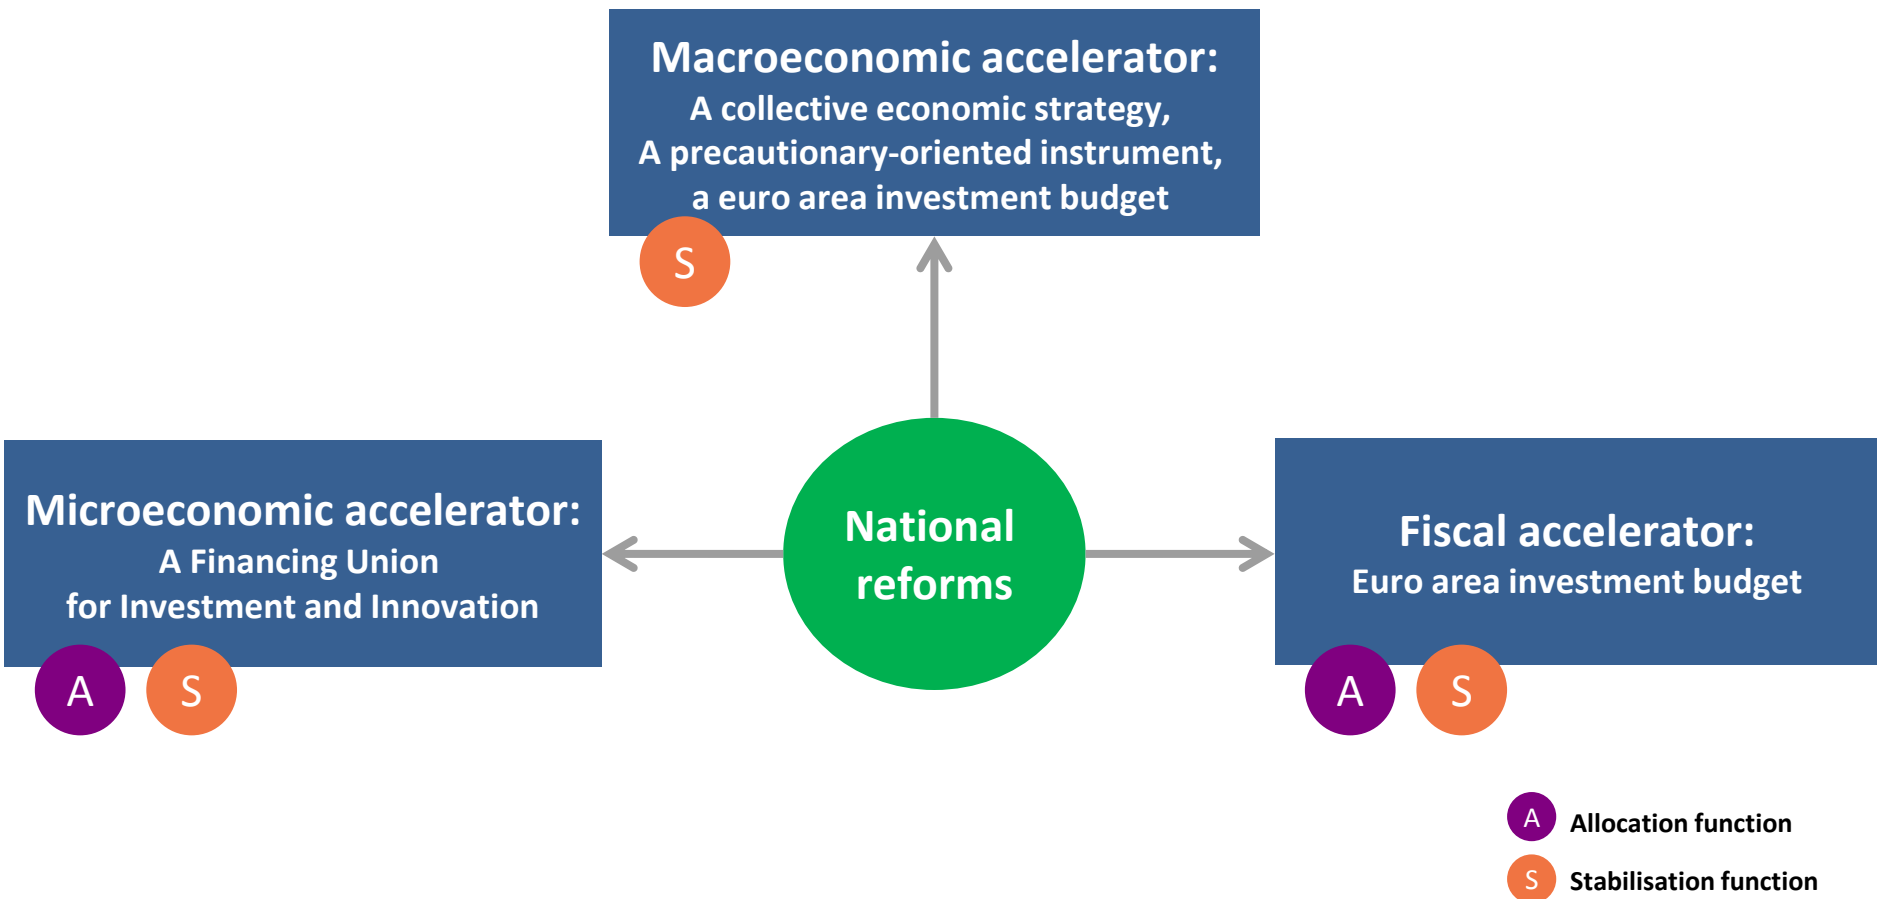 Macroeconomic accelerator:
A collective economic strategy,
A precautionary-oriented instrument,
a euro area investment budget
S
Microeconomic accelerator:
A Financing Union
for Investment and Innovation
A S
National
reforms
Fiscal accelerator:
Euro area investment budget
A S
A Allocation function
S Stabilisation function